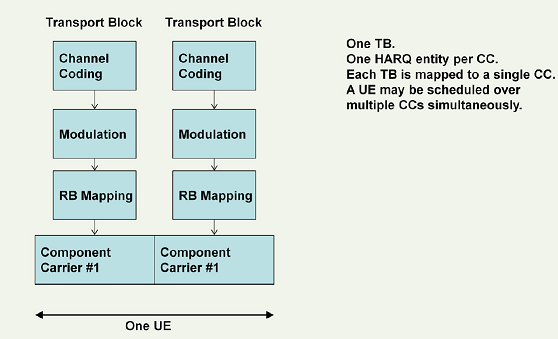 Transport Block
Transport Block
Channel
Coding
Channel
Coding
Modulation
Modulation
RB Mapping
RB Mapping
Component
Carrier #1
Component
Carrier #1
One UE
One TB.
One HARQ entity per CC.
Each TB is mapped to a single CC.
A UE may be scheduled over
multiple CCs simultaneously.